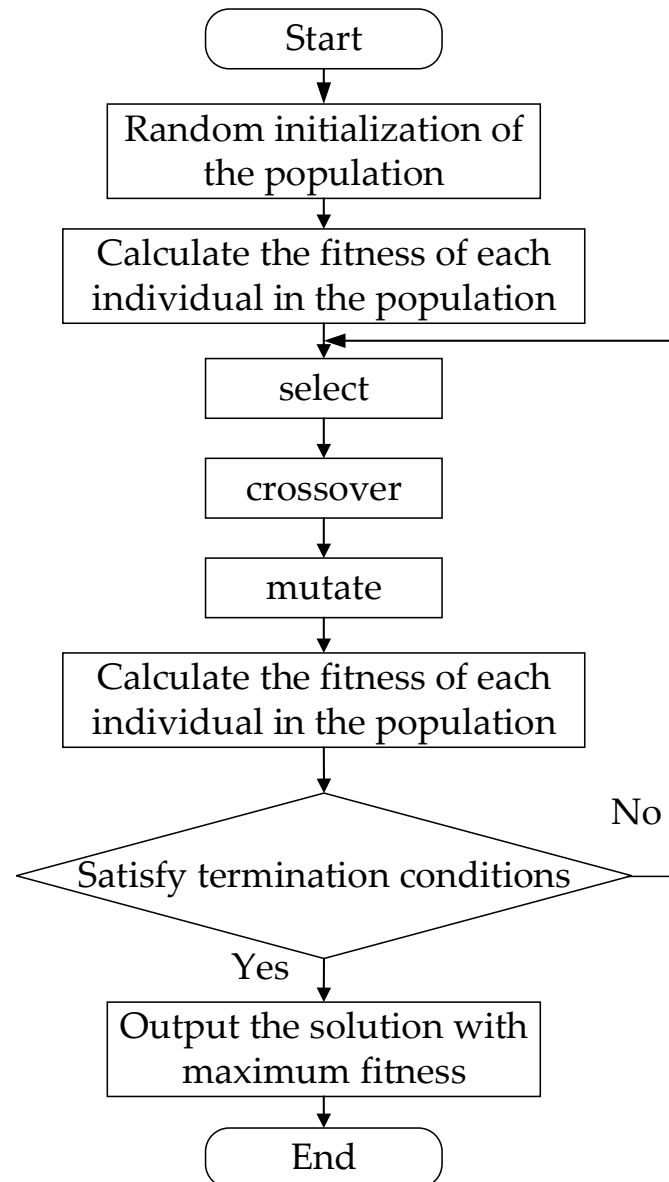 Start
Random initialization of
the population
Calculate the fitness of each
individual in the population
select
crossover
mutate
Calculate the fitness of each
individual in the population
No
Satisfy termination conditions
Yes
Output the solution with
maximum fitness
End